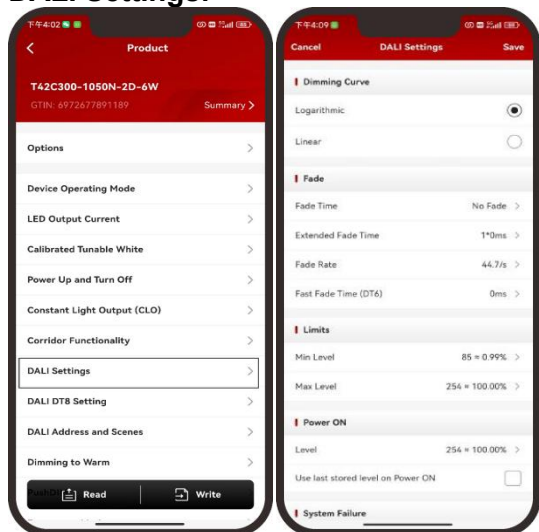 DALI Settings:
下午4:02
Product
T42C300-1050N-2D-6W
GTIN: 6972677891189
Summary >
Options
Device Operating Mode
LED Output Current
Calibrated Tunable White
Power Up and Turn Off
Constant Light Output (CLO)
Corridor Functionality
DALI Settings
DALI DT8 Setting
DALI Address and Scenes
Dimming to Warm
Read
Write
下午4:09
Cancel DALI Settings Save
Dimming Curve
Logarithmic
Linear
Fade
Fade Time No Fade >
Extended Fade Time 1*0ms >
Fade Rate 44.7/s >
Fast Fade Time (DT6) 0ms >
Limits
Min Level 85 ≈ 0.99% >
Max Level 254 ≈ 100.00% >
Power ON
Level 254 ≈ 100.00% >
Use last stored level on Power ON
System Failure